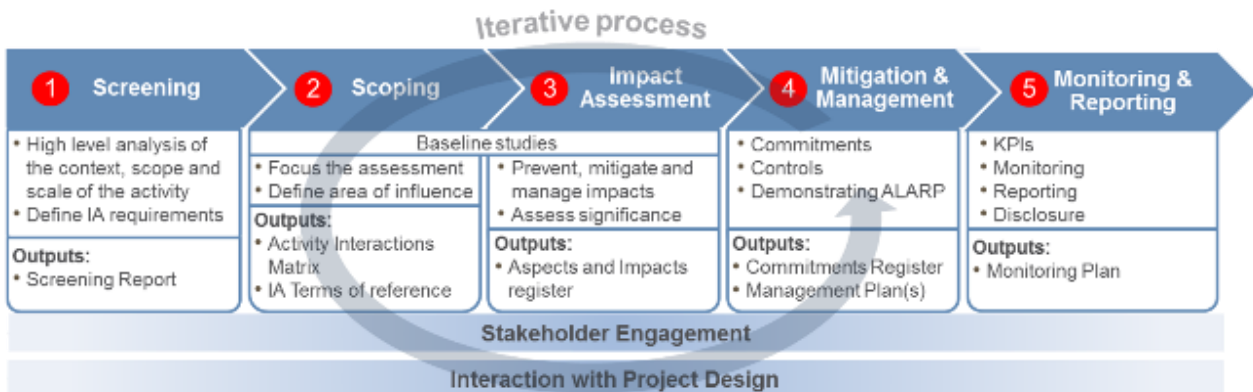 Iterative process
1 Screening
2 Scoping
3 Impact
Assessment
4 Mitigation &
Management
5 Monitoring &
Reporting
• High level analysis of
the context, scope and
scale of the activity
• Define IA requirements
Outputs:
• Screening Report
Baseline studies
• Focus the assessment
• Define area of influence
Outputs:
• Activity Interactions
Matrix
• IA Terms of reference
• Prevent, mitigate and
manage impacts
• Assess significance
Outputs:
• Aspects and Impacts
register
• Commitments
• Controls
• Demonstrating ALARP
Outputs:
• Commitments Register
• Management Plan(s)
• KPIs
• Monitoring
• Reporting
• Disclosure
Outputs:
• Monitoring Plan
Stakeholder Engagement
Interaction with Project Design